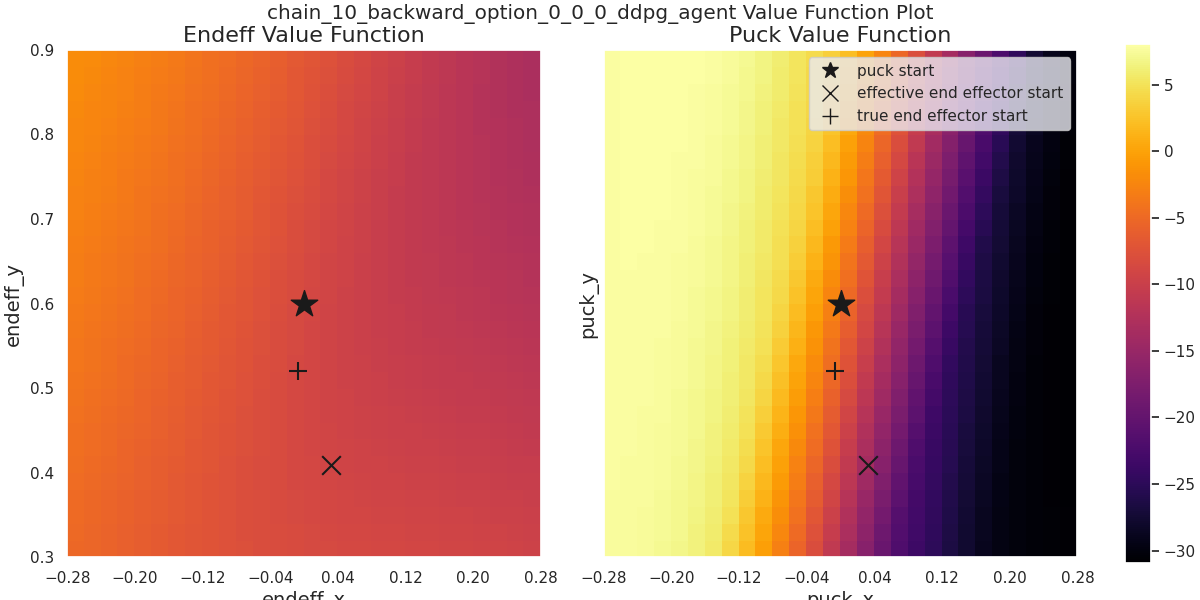 chain_10_backward_option_0_0_0_ddpg_agent Value Function Plot
Endeff Value Function
Puck Value Function
puck start
effective end effector start
true end effector start
endeff_y
0.9
0.8
0.7
0.6
0.5
0.4
0.3
−0.28 −0.20 −0.12 −0.04 0.04 0.12 0.20 0.28
endeff_x
puck_y
−0.28 −0.20 −0.12 −0.04 0.04 0.12 0.20 0.28
puck_x
5
0
−5
−10
−15
−20
−25
−30